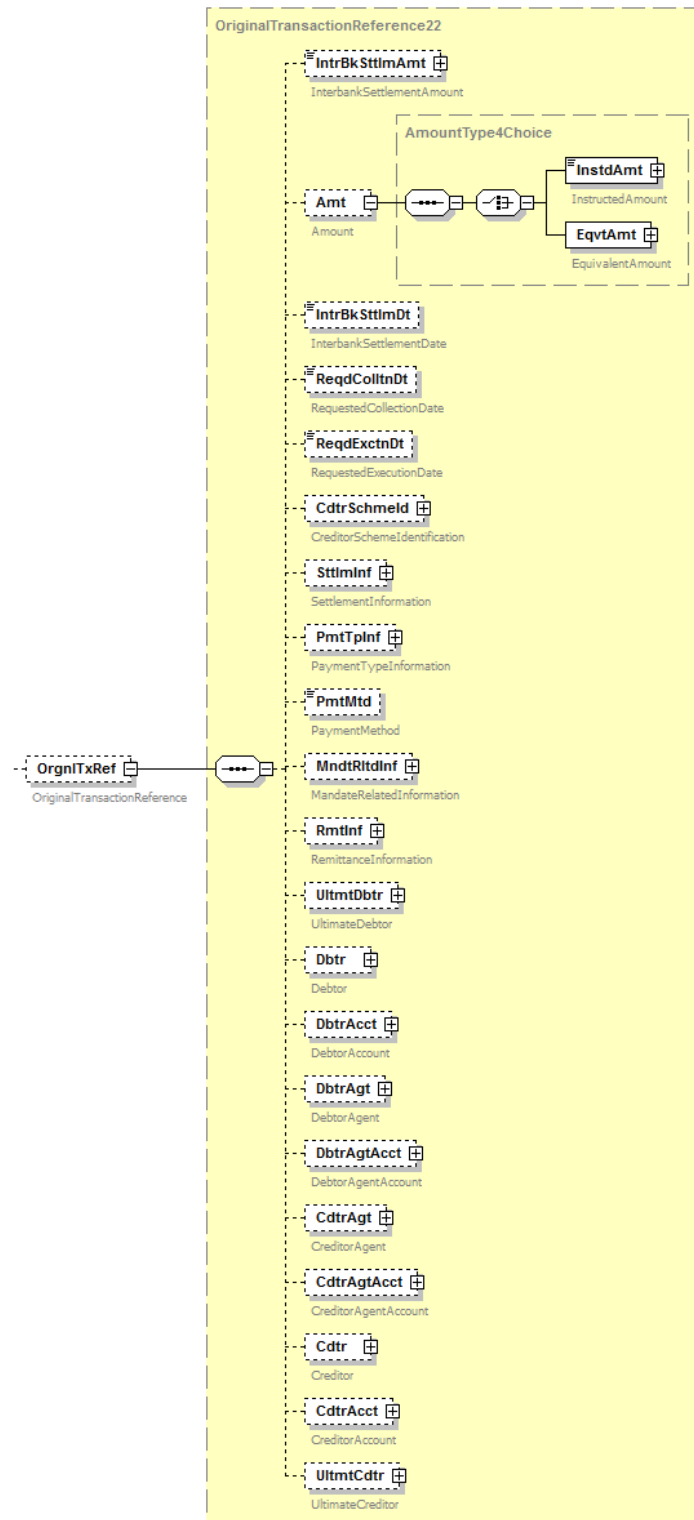 OriginalTransactionReference22
IntrBkSttlmAmt
InterbankSettlementAmount
AmountType4Choice
InstdAmt
InstructedAmount
Amt
Amount
EqvtAmt
EquivalentAmount
IntrBkSttlmDt
InterbankSettlementDate
ReqdColltnDt
RequestedCollectionDate
ReqdExctnDt
RequestedExecutionDate
CdtrSchmeId
CreditorSchemeIdentification
SttlmInf
SettlementInformation
PmtTpInf
PaymentTypeInformation
PmtMtd
PaymentMethod
OrgnlTxRef
OriginalTransactionReference
MndtRltdInf
MandateRelatedInformation
RmtInf
RemittanceInformation
UltmtDbtr
UltimateDebtor
Dbtr
Debtor
DbtrAcct
DebtorAccount
DbtrAgt
DebtorAgent
DbtrAgtAcct
DebtorAgentAccount
CdtrAgt
CreditorAgent
CdtrAgtAcct
CreditorAgentAccount
Cdtr
Creditor
CdtrAcct
CreditorAccount
UltmtCdtr
UltimateCreditor